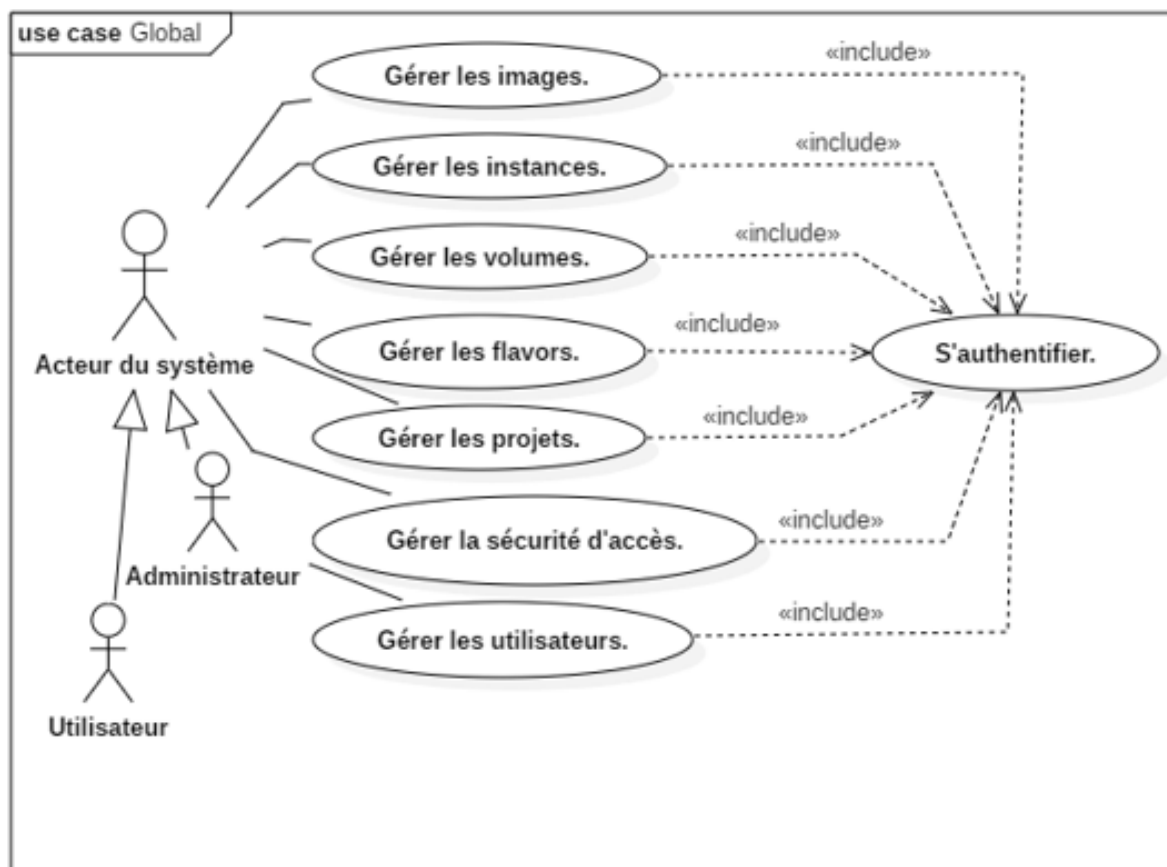 use case Global
Gérer les images.
«include»
Gérer les instances.
«include»
Gérer les volumes.
«include»
Gérer les flavors.
«include»
S'authentifier.
Acteur du système
Gérer les projets.
«include»
Gérer la sécurité d'accès.
«include»
Administrateur
Gérer les utilisateurs.
«include»
Utilisateur